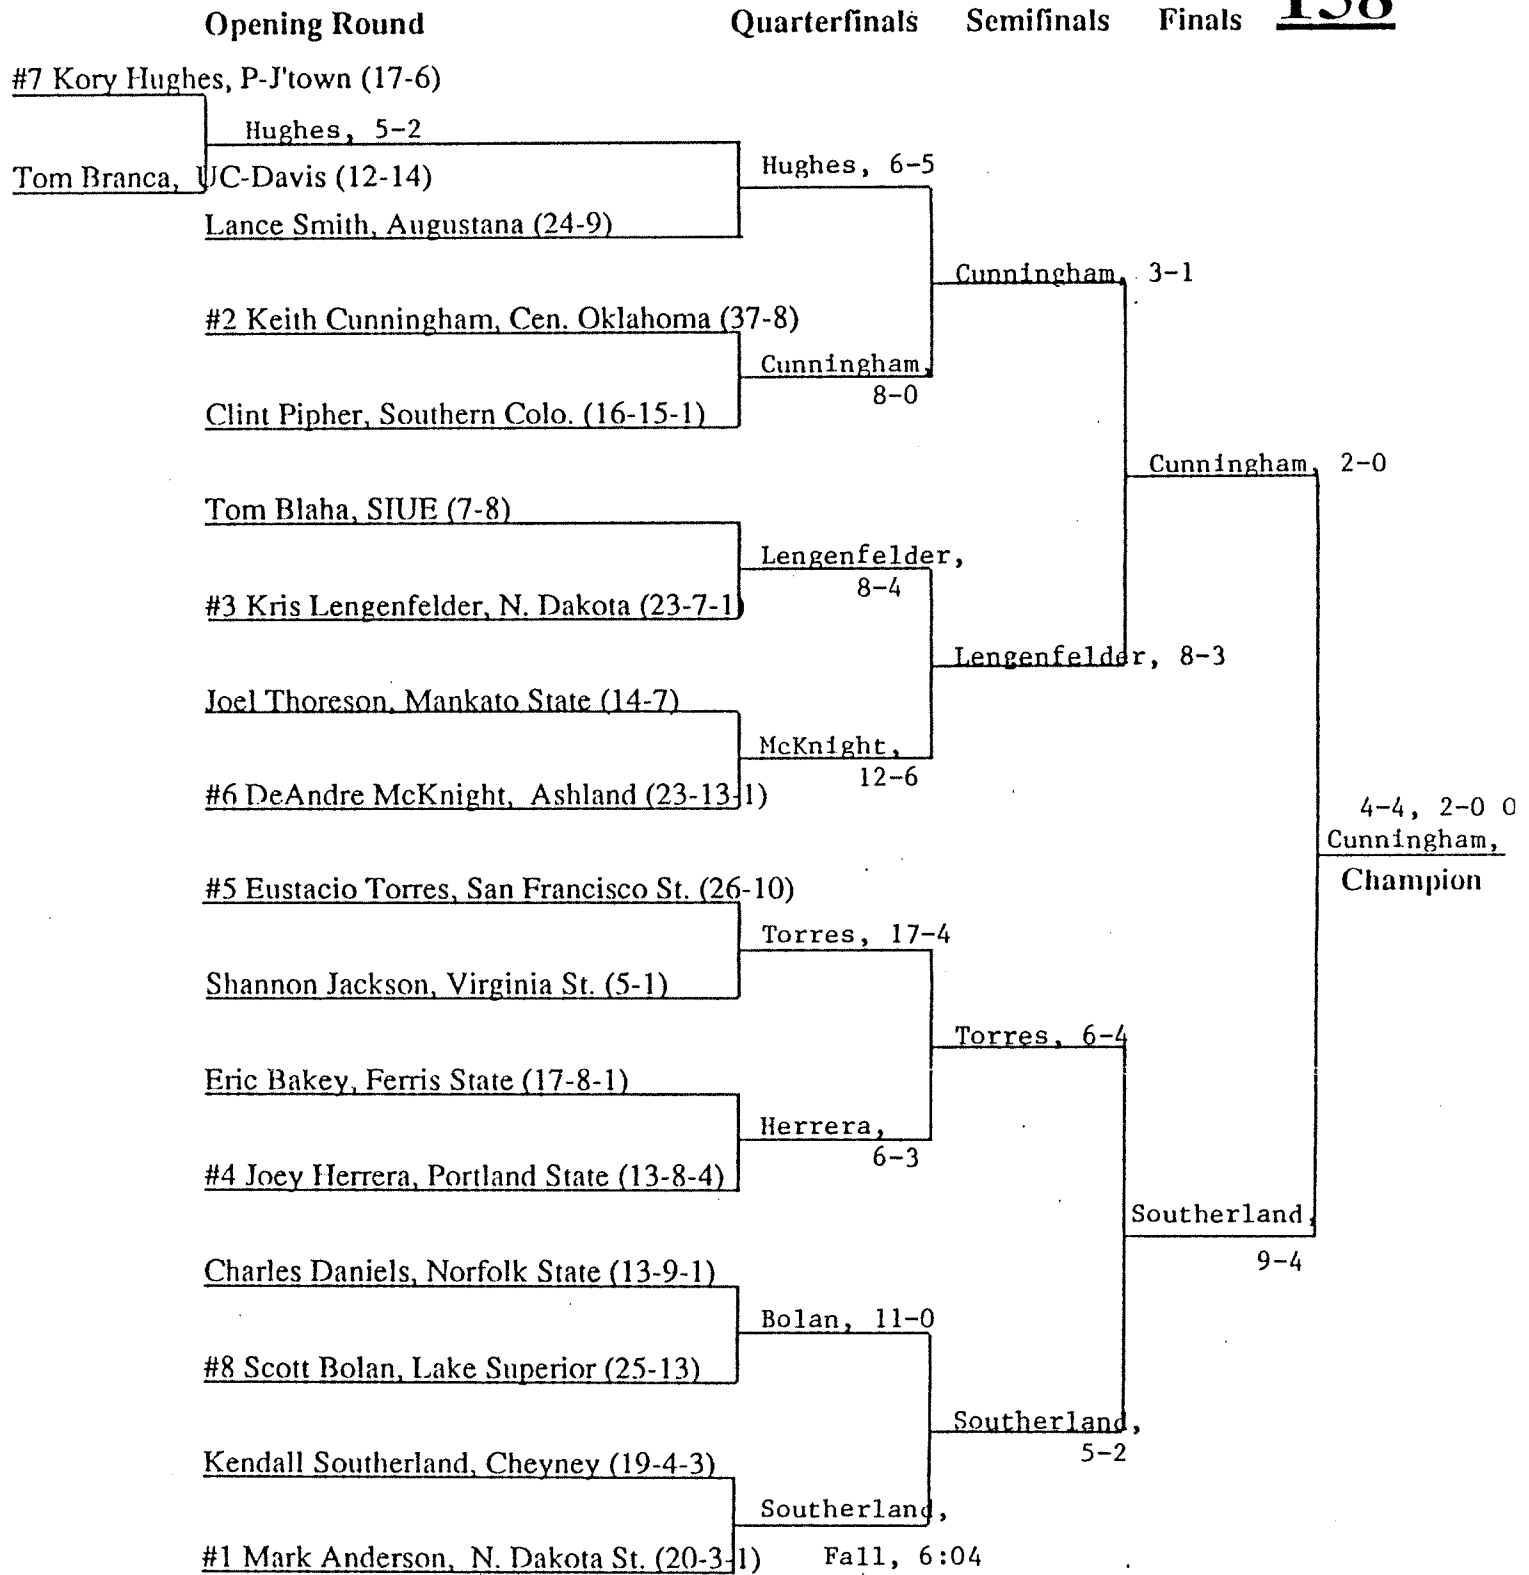 Opening Round Quarterfinals Semifinals Finals 158
#7 Kory Hughes, P-J'town (17-6)
Hughes, 5-2
Tom Branca, UC-Davis (12-14)
Hughes, 6-5
Lance Smith, Augustana (24-9)
Cunningham, 3-1
#2 Keith Cunningham, Cen. Oklahoma (37-8)
Cunningham,
8-0
Clint Pipher, Southern Colo. (16-15-1)
Cunningham, 2-0
Tom Blaha, SIUE (7-8)
Lengenfelder,
8-4
#3 Kris Lengenfelder, N. Dakota (23-7-1)
Lengenfelder, 8-3
Joel Thoreson, Mankato State (14-7)
McKnight,
12-6
#6 DeAndre McKnight, Ashland (23-13-1)
4-4, 2-0 O
Cunningham,
Champion
#5 Eustacio Torres, San Francisco St. (26-10)
Torres, 17-4
Shannon Jackson, Virginia St. (5-1)
Torres, 6-4
Eric Bakey, Ferris State (17-8-1)
Herrera,
6-3
#4 Joey Herrera, Portland State (13-8-4)
Southerland,
9-4
Charles Daniels, Norfolk State (13-9-1)
Bolan, 11-0
#8 Scott Bolan, Lake Superior (25-13)
Southerland,
5-2
Kendall Southerland, Cheyney (19-4-3)
Southerland,
Fall, 6:04
#1 Mark Anderson, N. Dakota St. (20-3-1)